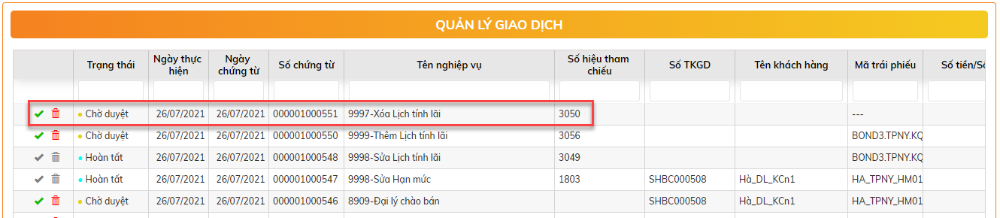 QUẢN LÝ GIAO DỊCH
Trạng thái Ngày thực hiện Ngày chứng từ Số chứng từ Tên nghiệp vụ Số hiệu tham chiếu Số TKGD Tên khách hàng Mã trái phiếu Số tiền/Số
Chờ duyệt 26/07/2021 26/07/2021 000001000551 9997-Xóa Lịch tính lãi 3050 ---
Chờ duyệt 26/07/2021 26/07/2021 000001000550 9999-Thêm Lịch tính lãi 3056 BOND3.TPNY.KQ
Hoàn tất 26/07/2021 26/07/2021 000001000548 9998-Sửa Lịch tính lãi 3049 BOND3.TPNY.KQ
Hoàn tất 26/07/2021 26/07/2021 000001000547 9998-Sửa Hạn mức 1803 SHBC000508 Hà_DL_KCn1 HA_TPNY_HM01
Chờ duyệt 26/07/2021 26/07/2021 000001000546 8909-Đại lý chào bán SHBC000508 Hà_DL_KCn1 HA_TPNY_HM01